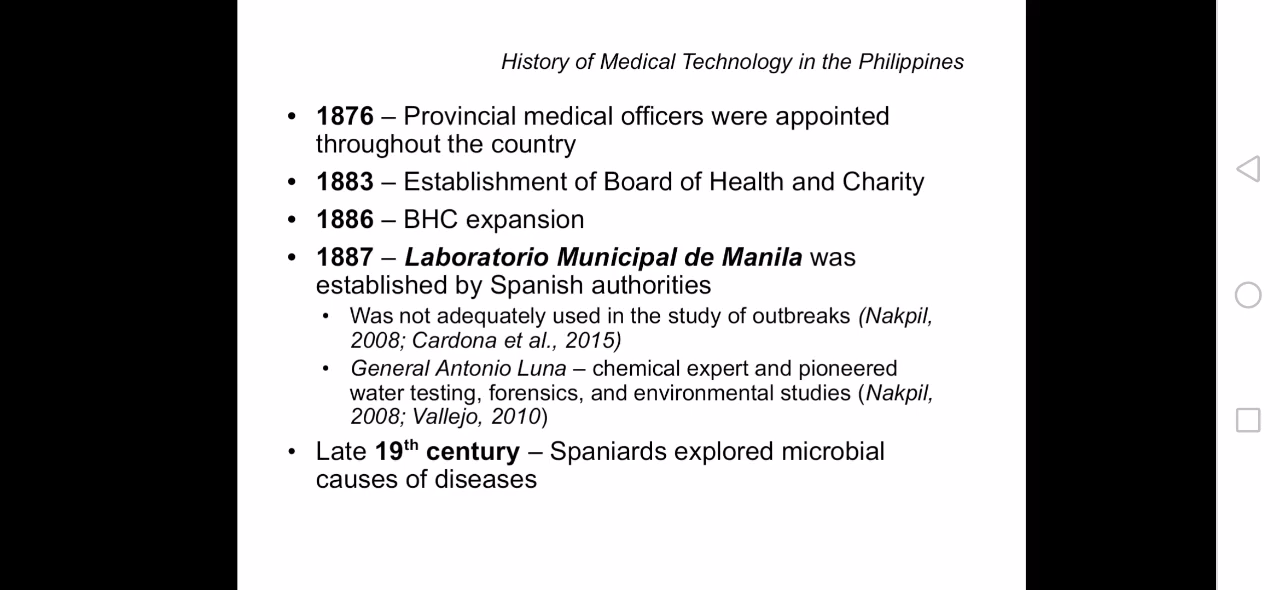 History of Medical Technology in the Philippines
• 1876 – Provincial medical officers were appointed
throughout the country
• 1883 – Establishment of Board of Health and Charity
• 1886 – BHC expansion
• 1887 – Laboratorio Municipal de Manila was
established by Spanish authorities
• Was not adequately used in the study of outbreaks (Nakpil,
2008; Cardona et al., 2015)
• General Antonio Luna – chemical expert and pioneered
water testing, forensics, and environmental studies (Nakpil,
2008; Vallejo, 2010)
• Late 19th century – Spaniards explored microbial
causes of diseases